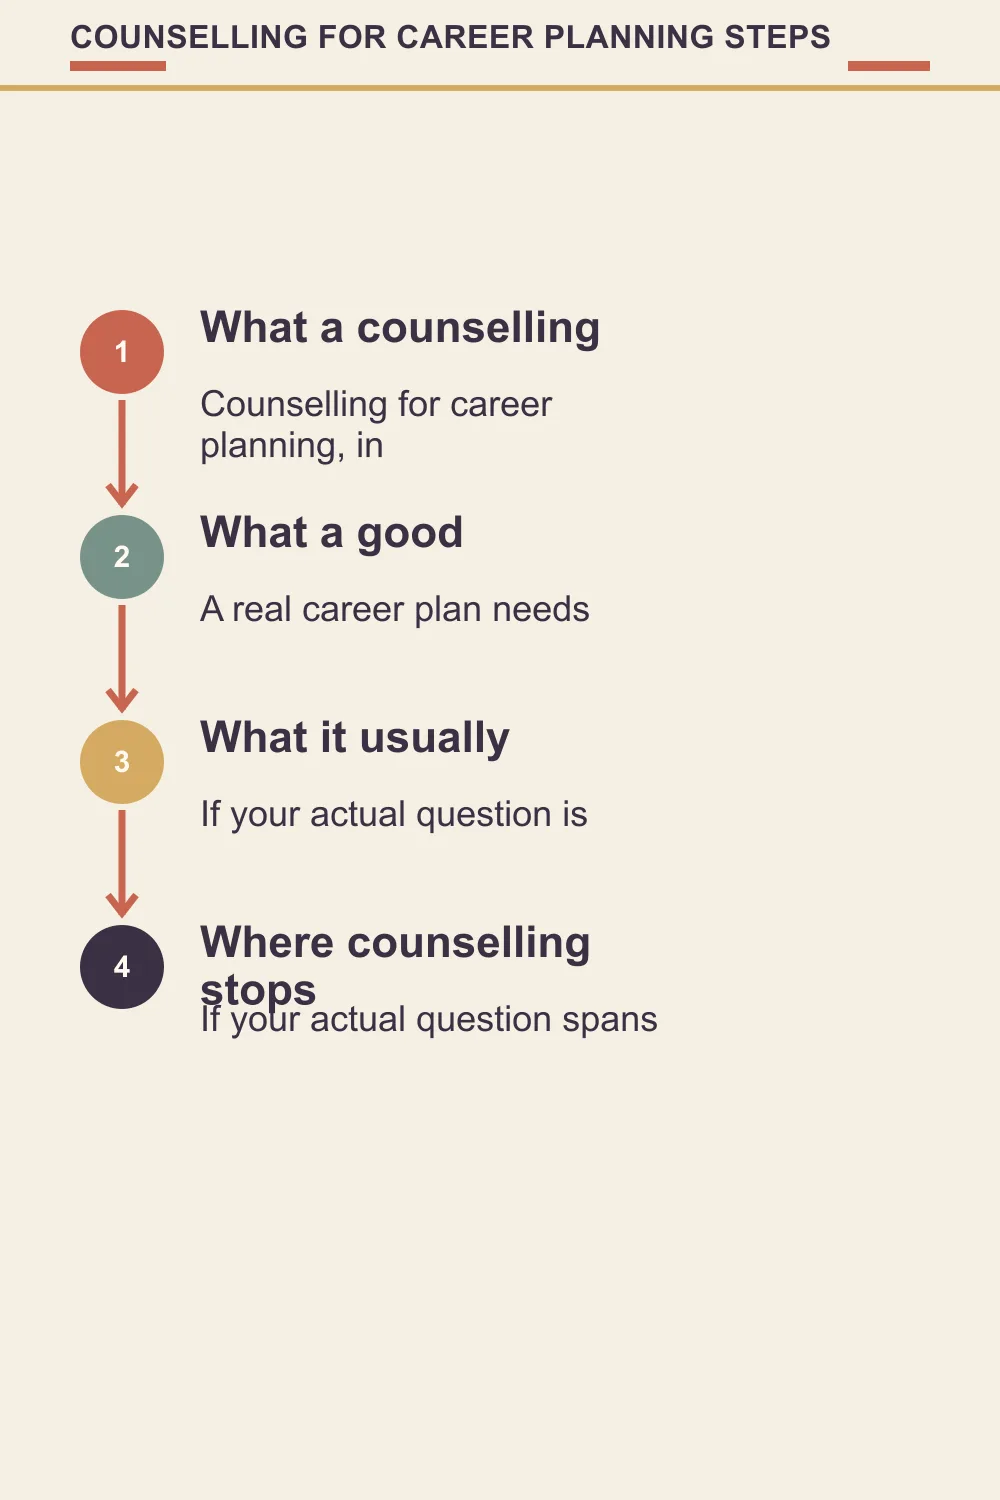 COUNSELLING FOR CAREER PLANNING STEPS
1
What a counselling
Counselling for career
planning, in
2
What a good
A real career plan needs
3
What it usually
If your actual question is
4
Where counselling
stops
If your actual question spans